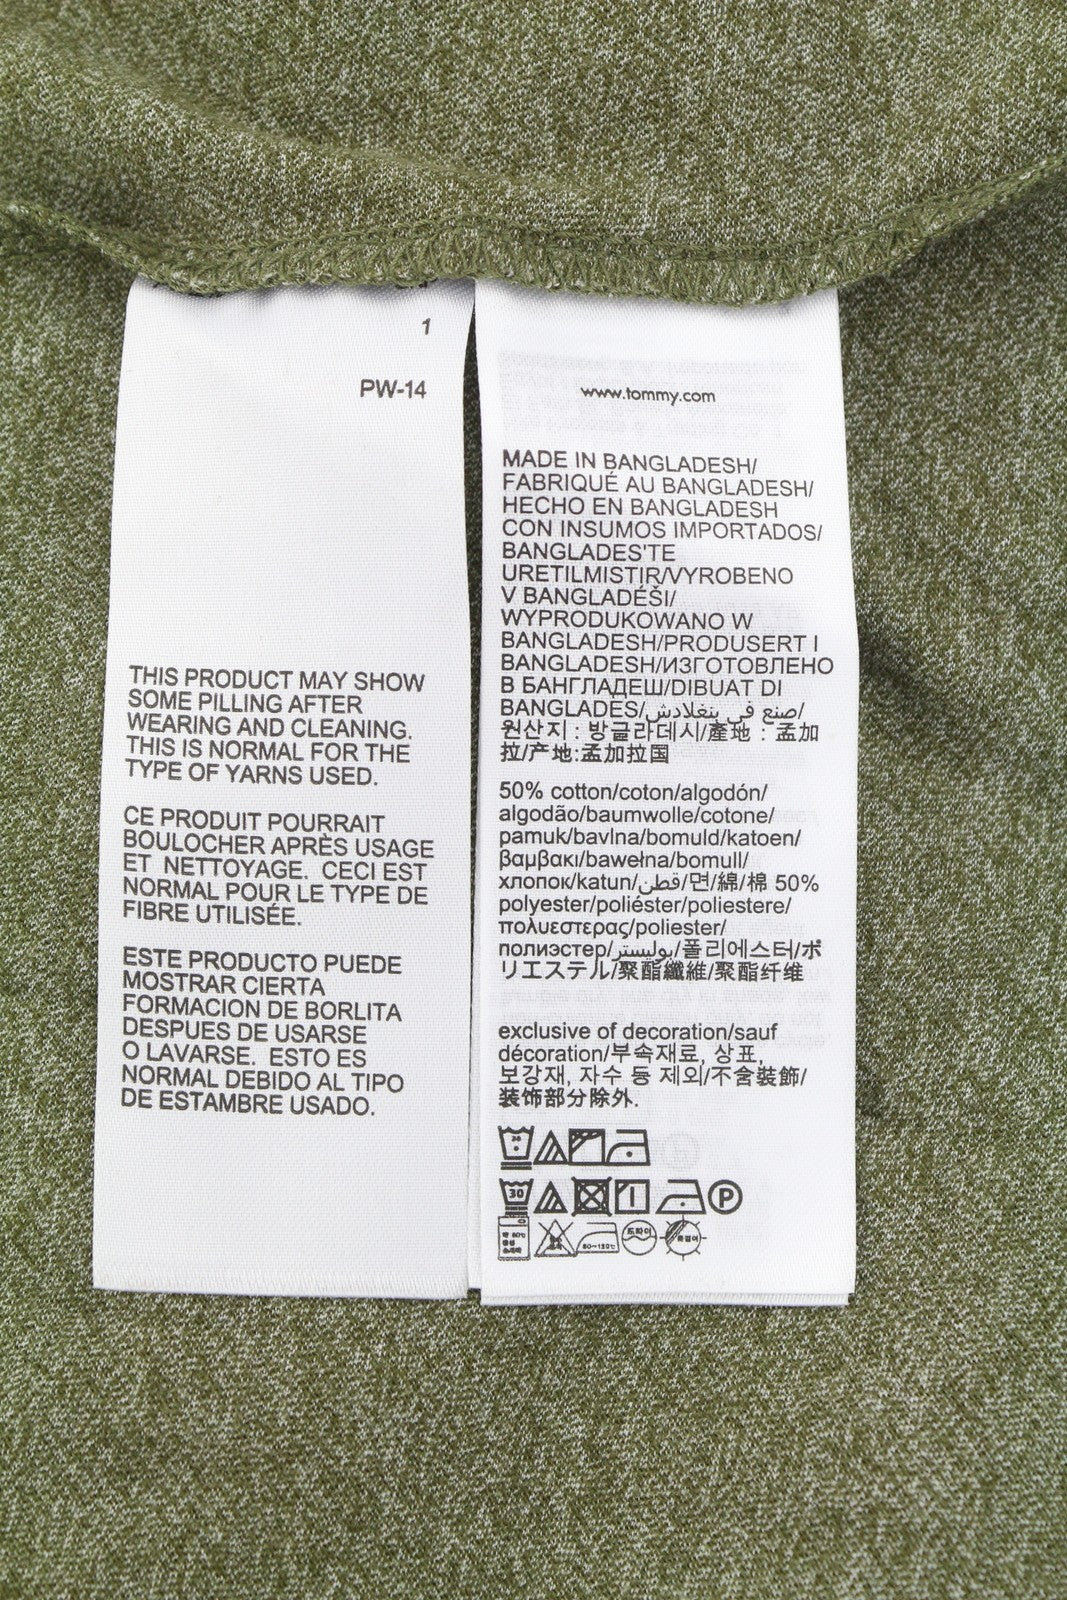 1
PW-14
THIS PRODUCT MAY SHOW
SOME PILLING AFTER
WEARING AND CLEANING.
THIS IS NORMAL FOR THE
TYPE OF YARNS USED.
CE PRODUIT POURRAIT
BOULOCHER APRÈS USAGE
ET NETTOYAGE. CECI EST
NORMAL POUR LE TYPE DE
FIBRE UTILISÉE.
ESTE PRODUCTO PUEDE
MOSTRAR CIERTA
FORMACION DE BORLITA
DESPUES DE USARSE
O LAVARSE. ESTO ES
NORMAL DEBIDO AL TIPO
DE ESTAMBRE USADO.
www.tommy.com
MADE IN BANGLADESH/
FABRIQUÉ AU BANGLADESH/
HECHO EN BANGLADESH
CON INSUMOS IMPORTADOS/
BANGLADES'TE
URETILMISTIR/VYROBENO
V BANGLADÉŠI/
WYPRODUKOWANO W
BANGLADESH/PRODUSERT I
BANGLADESH/ИЗГОТОВЛЕНО
В БАНГЛАДЕШ/DIBUAT DI
BANGLADES/صنع في بنغلادش/
원산지 : 방글라데시/產地 : 孟加
拉/产地:孟加拉国
50% cotton/coton/algodón/
algodão/baumwolle/cotone/
pamuk/bavlna/bomuld/katoen/
βαμβακι/bawełna/bomull/
хлопок/katun/قطن/면/綿/棉 50%
polyester/poliéster/poliestere/
πολυεστερας/poliester/
полиэстер/بوليستر/폴리에스터/ポ
リエステル/聚酯纖維/聚酯纤维
exclusive of decoration/sauf
décoration/부속재료, 상표,
보강재, 자수 등 제외/不含裝飾/
装饰部分除外.
30
30 P
80~120℃ 드라이